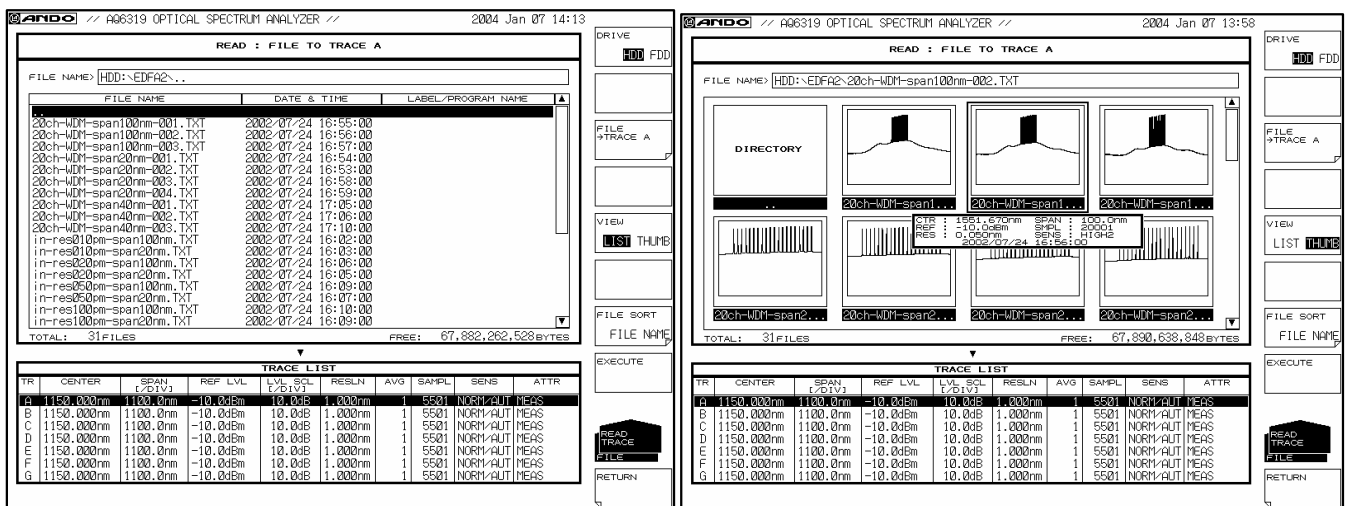 @ANDO // AQ6319 OPTICAL SPECTRUM ANALYZER // 2004 Jan 07 14:13
READ : FILE TO TRACE A
FILE NAME> HDD:\EDFA2\..
FILE NAME DATE & TIME LABEL/PROGRAM NAME
..
20ch-WDM-span100nm-001.TXT 2002/07/24 16:55:00
20ch-WDM-span100nm-002.TXT 2002/07/24 16:56:00
20ch-WDM-span100nm-003.TXT 2002/07/24 16:57:00
20ch-WDM-span20nm-001.TXT 2002/07/24 16:54:00
20ch-WDM-span20nm-002.TXT 2002/07/24 16:53:00
20ch-WDM-span20nm-003.TXT 2002/07/24 16:58:00
20ch-WDM-span20nm-004.TXT 2002/07/24 16:59:00
20ch-WDM-span40nm-001.TXT 2002/07/24 17:05:00
20ch-WDM-span40nm-002.TXT 2002/07/24 17:06:00
20ch-WDM-span40nm-003.TXT 2002/07/24 17:10:00
in-res010pm-span100nm.TXT 2002/07/24 16:02:00
in-res010pm-span20nm.TXT 2002/07/24 16:03:00
in-res020pm-span100nm.TXT 2002/07/24 16:06:00
in-res020pm-span20nm.TXT 2002/07/24 16:05:00
in-res050pm-span100nm.TXT 2002/07/24 16:09:00
in-res050pm-span20nm.TXT 2002/07/24 16:07:00
in-res100pm-span100nm.TXT 2002/07/24 16:10:00
in-res100pm-span20nm.TXT 2002/07/24 16:09:00
TOTAL: 31FILES FREE: 67,882,262,528BYTES
TRACE LIST
TR CENTER SPAN [/DIV] REF LVL LVL SCL [/DIV] RESLN AVG SAMPL SENS ATTR
A 1150.000nm 1100.0nm -10.0dBm 10.0dB 1.000nm 1 5501 NORM/AUT MEAS
B 1150.000nm 1100.0nm -10.0dBm 10.0dB 1.000nm 1 5501 NORM/AUT MEAS
C 1150.000nm 1100.0nm -10.0dBm 10.0dB 1.000nm 1 5501 NORM/AUT MEAS
D 1150.000nm 1100.0nm -10.0dBm 10.0dB 1.000nm 1 5501 NORM/AUT MEAS
E 1150.000nm 1100.0nm -10.0dBm 10.0dB 1.000nm 1 5501 NORM/AUT MEAS
F 1150.000nm 1100.0nm -10.0dBm 10.0dB 1.000nm 1 5501 NORM/AUT MEAS
G 1150.000nm 1100.0nm -10.0dBm 10.0dB 1.000nm 1 5501 NORM/AUT MEAS
DRIVE
HDD FDD
FILE
→TRACE A
VIEW
LIST THUMB
FILE SORT
FILE NAME
EXECUTE
READ
TRACE
FILE
RETURN
@ANDO // AQ6319 OPTICAL SPECTRUM ANALYZER // 2004 Jan 07 13:58
READ : FILE TO TRACE A
FILE NAME> HDD:\EDFA2\20ch-WDM-span100nm-002.TXT
DIRECTORY
.. 20ch-WDM-span1... 20ch-WDM-span1... 20ch-WDM-span1...
CTR : 1551.670nm SPAN : 100.0nm
REF : -10.0dBm SMPL : 20001
RES : 0.050nm SENS : HIGH2
2002/07/24 16:56:00
20ch-WDM-span2... 20ch-WDM-span2... 20ch-WDM-span2... 20ch-WDM-span2...
TOTAL: 31FILES FREE: 67,890,638,848BYTES
TRACE LIST
TR CENTER SPAN [/DIV] REF LVL LVL SCL [/DIV] RESLN AVG SAMPL SENS ATTR
A 1150.000nm 1100.0nm -10.0dBm 10.0dB 1.000nm 1 5501 NORM/AUT MEAS
B 1150.000nm 1100.0nm -10.0dBm 10.0dB 1.000nm 1 5501 NORM/AUT MEAS
C 1150.000nm 1100.0nm -10.0dBm 10.0dB 1.000nm 1 5501 NORM/AUT MEAS
D 1150.000nm 1100.0nm -10.0dBm 10.0dB 1.000nm 1 5501 NORM/AUT MEAS
E 1150.000nm 1100.0nm -10.0dBm 10.0dB 1.000nm 1 5501 NORM/AUT MEAS
F 1150.000nm 1100.0nm -10.0dBm 10.0dB 1.000nm 1 5501 NORM/AUT MEAS
G 1150.000nm 1100.0nm -10.0dBm 10.0dB 1.000nm 1 5501 NORM/AUT MEAS
DRIVE
HDD FDD
FILE
→TRACE A
VIEW
LIST THUMB
FILE SORT
FILE NAME
EXECUTE
READ
TRACE
FILE
RETURN